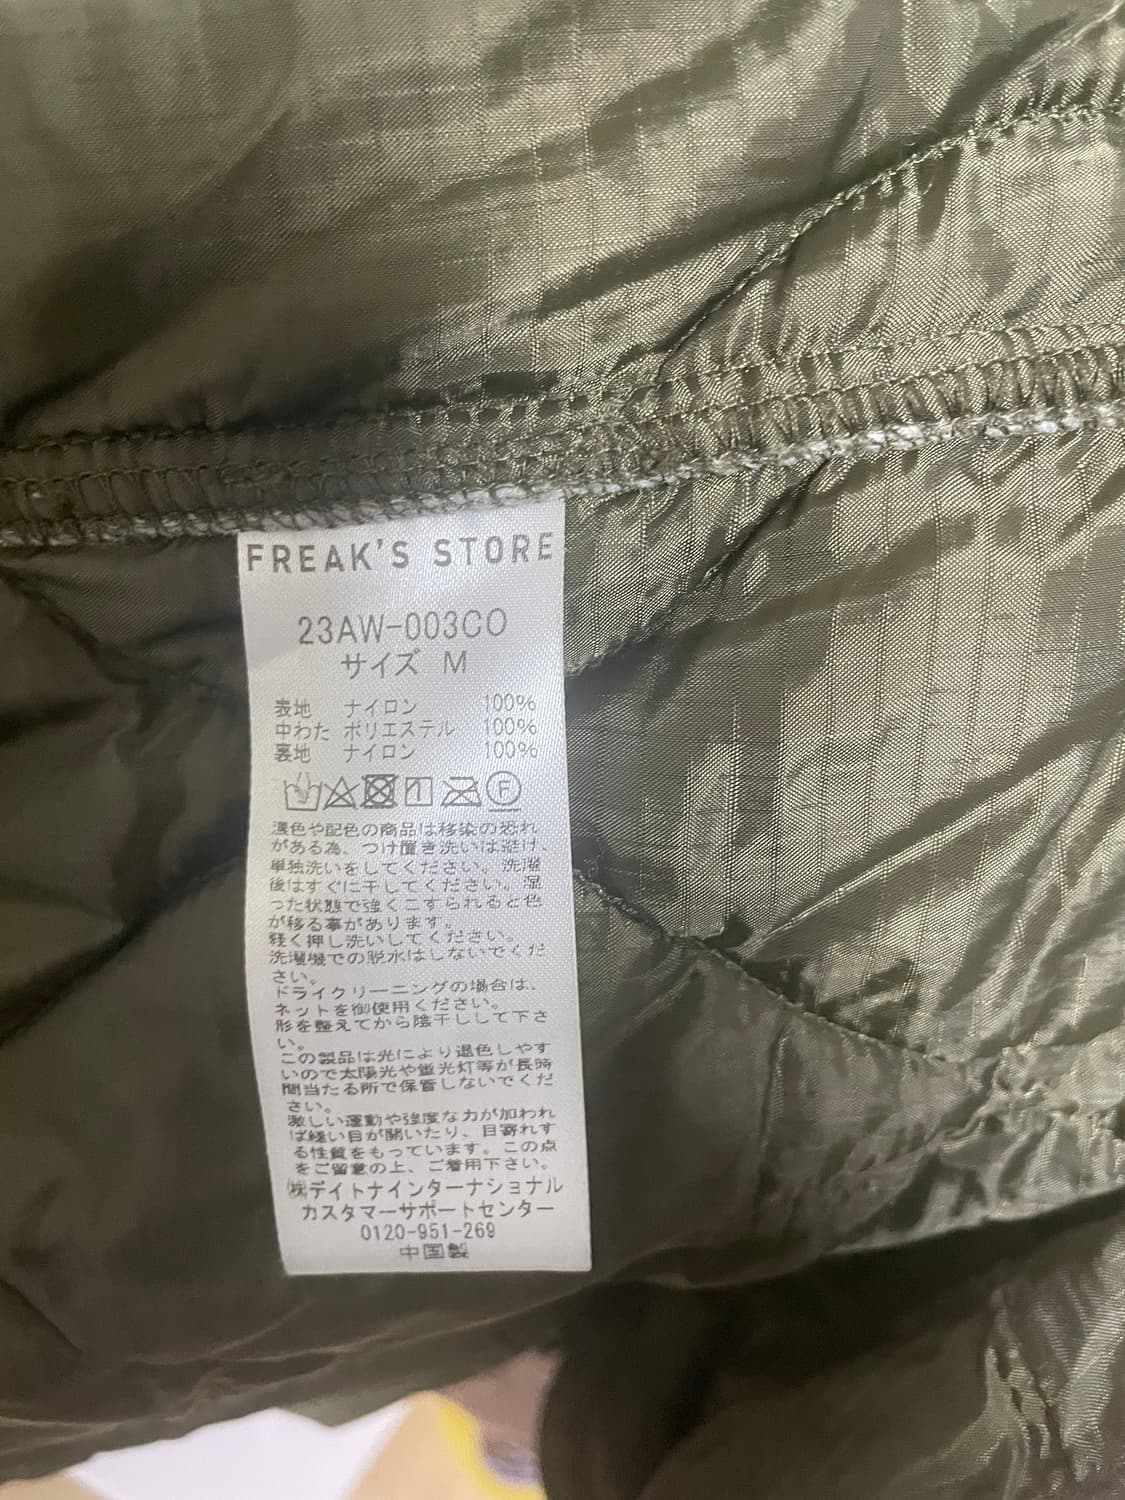 FREAK'S STORE
23AW-003CO
サイズ M
表地 ナイロン 100%
中わた ポリエステル 100%
裏地 ナイロン 100%
F
濃色や配色の商品は移染の恐れ
がある為、つけ置き洗いは避け、
単独洗いをしてください。洗濯
後はすぐに干してください。湿
った状態で強くこすられると色
が移る事があります。
軽く押し洗いしてください。
洗濯機での脱水はしないでくだ
さい。
ドライクリーニングの場合は、
ネットを御使用ください。
形を整えてから陰干しして下さ
い。
この製品は光により退色しやす
いので太陽光や蛍光灯等が長時
間当たる所で保管しないでくだ
さい。
激しい運動や強度な力が加われ
ば縫い目が開いたり、目寄れす
る性質をもっています。この点
をご留意の上、ご着用下さい。
㈱デイトナインターナショナル
カスタマーサポートセンター
0120-951-269
中国製